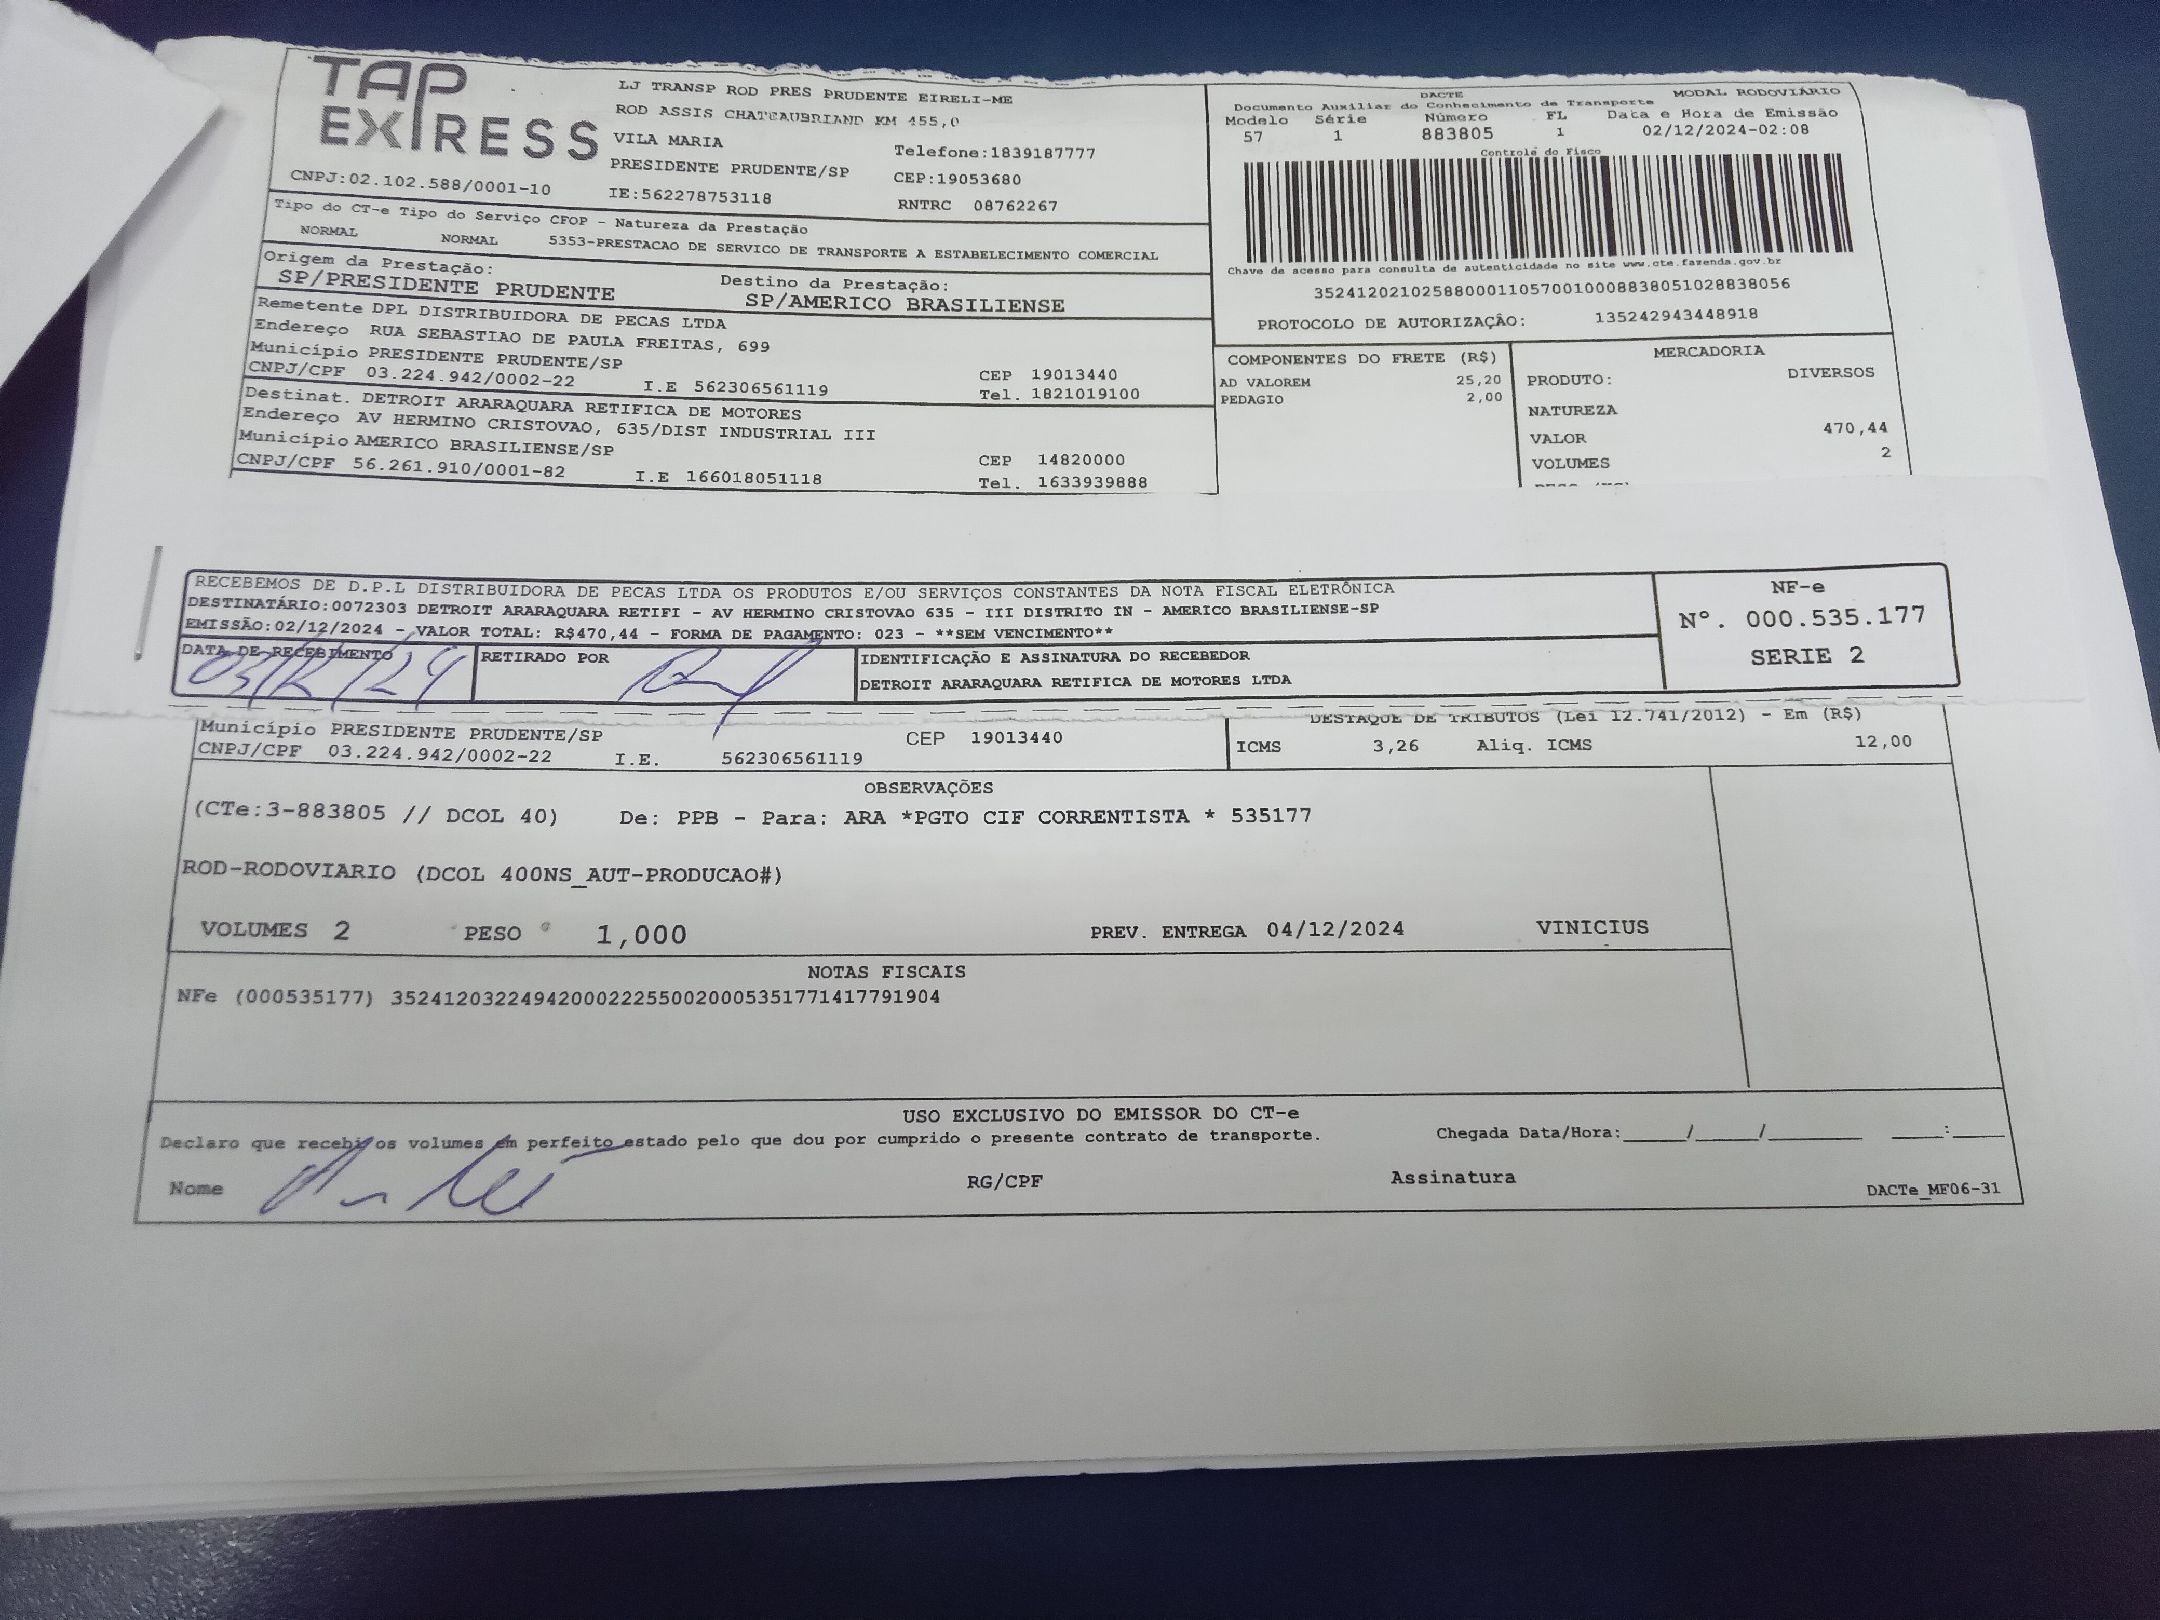 TAP EXPRESS
LJ TRANSP ROD PRES PRUDENTE EIRELI-ME
ROD ASSIS CHATEAUBRIAND KM 455,0
VILA MARIA Telefone:1839187777
PRESIDENTE PRUDENTE/SP CEP:19053680
CNPJ:02.102.588/0001-10 IE:562278753118 RNTRC 08762267
Tipo do CT-e Tipo do Serviço CFOP - Natureza da Prestação
NORMAL NORMAL 5353-PRESTACAO DE SERVICO DE TRANSPORTE A ESTABELECIMENTO COMERCIAL
Origem da Prestação: Destino da Prestação:
SP/PRESIDENTE PRUDENTE SP/AMERICO BRASILIENSE
Remetente DPL DISTRIBUIDORA DE PECAS LTDA
Endereço RUA SEBASTIAO DE PAULA FREITAS, 699
Município PRESIDENTE PRUDENTE/SP CEP 19013440
CNPJ/CPF 03.224.942/0002-22 I.E 562306561119 Tel. 1821019100
Destinat. DETROIT ARARAQUARA RETIFICA DE MOTORES
Endereço AV HERMINO CRISTOVAO, 635/DIST INDUSTRIAL III
Município AMERICO BRASILIENSE/SP CEP 14820000
CNPJ/CPF 56.261.910/0001-82 I.E 166018051118 Tel. 1633939888
DACTE MODAL RODOVIÁRIO
Documento Auxiliar do Conhecimento de Transporte
Modelo Série Número FL Data e Hora de Emissão
57 1 883805 1 02/12/2024-02:08
Controle do Fisco
Chave de acesso para consulta de autenticidade no site www.cte.fazenda.gov.br
35241202102588000110570010008838051028838056
PROTOCOLO DE AUTORIZAÇÃO: 135242943448918
COMPONENTES DO FRETE (R$)
AD VALOREM 25,20
PEDAGIO 2,00
MERCADORIA
PRODUTO: DIVERSOS
NATUREZA
VALOR 470,44
VOLUMES 2
RECEBEMOS DE D.P.L DISTRIBUIDORA DE PECAS LTDA OS PRODUTOS E/OU SERVIÇOS CONSTANTES DA NOTA FISCAL ELETRÔNICA
DESTINATÁRIO:0072303 DETROIT ARARAQUARA RETIFI - AV HERMINO CRISTOVAO 635 - III DISTRITO IN - AMERICO BRASILIENSE-SP
EMISSÃO:02/12/2024 - VALOR TOTAL: R$470,44 - FORMA DE PAGAMENTO: 023 - **SEM VENCIMENTO**
DATA DE RECEBIMENTO RETIRADO POR IDENTIFICAÇÃO E ASSINATURA DO RECEBEDOR
03/12/24 DETROIT ARARAQUARA RETIFICA DE MOTORES LTDA
NF-e
Nº. 000.535.177
SERIE 2
Município PRESIDENTE PRUDENTE/SP CEP 19013440
CNPJ/CPF 03.224.942/0002-22 I.E. 562306561119
DESTAQUE DE TRIBUTOS (Lei 12.741/2012) - Em (R$)
ICMS 3,26 Aliq. ICMS 12,00
OBSERVAÇÕES
(CTe:3-883805 // DCOL 40) De: PPB - Para: ARA *PGTO CIF CORRENTISTA * 535177
ROD-RODOVIARIO (DCOL 400NS_AUT-PRODUCAO#)
VOLUMES 2 PESO 1,000 PREV. ENTREGA 04/12/2024 VINICIUS
NOTAS FISCAIS
NFe (000535177) 35241203224942000222550020005351771417791904
USO EXCLUSIVO DO EMISSOR DO CT-e
Declaro que recebi os volumes em perfeito estado pelo que dou por cumprido o presente contrato de transporte. Chegada Data/Hora:____/____/______ ____:____
Nome RG/CPF Assinatura
DACTe_MF06-31